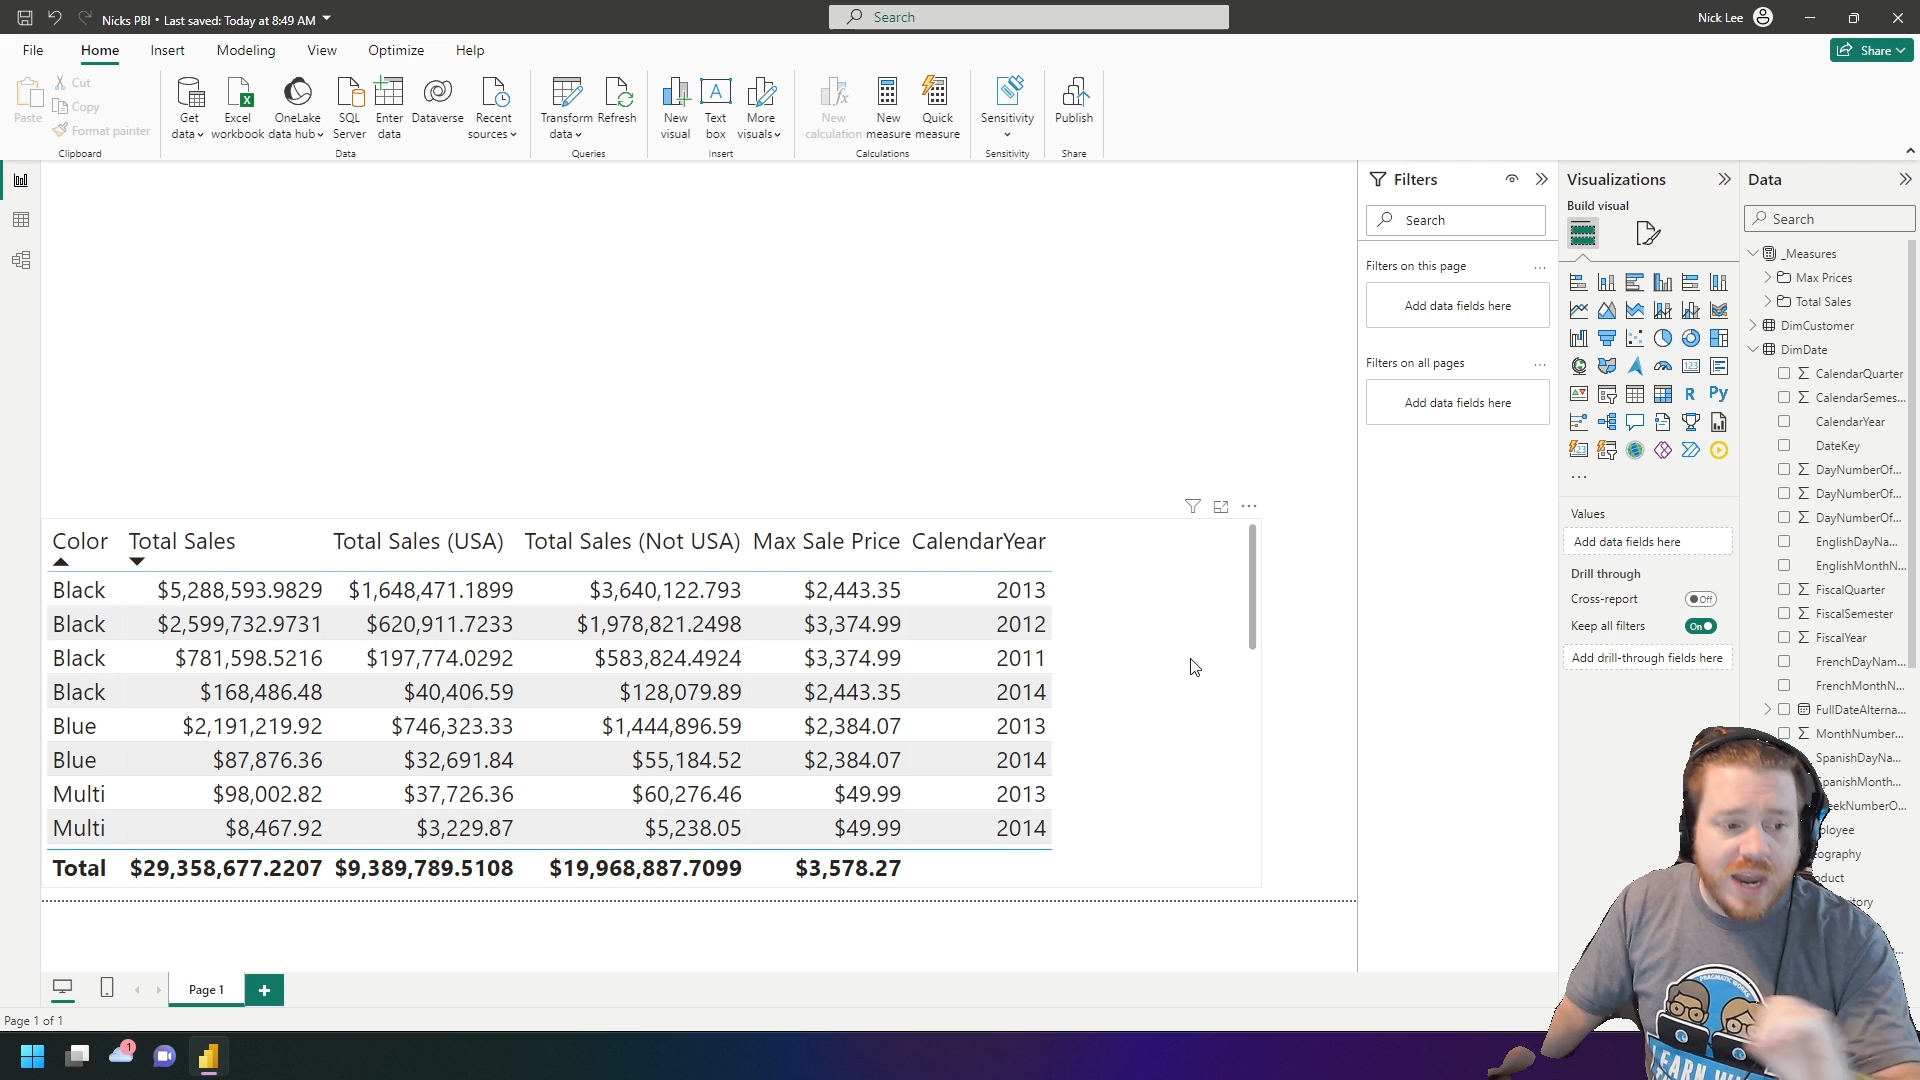 Nicks PBI • Last saved: Today at 8:49 AM
Search
Nick Lee
File Home Insert Modeling View Optimize Help
Share
Paste
Cut
Copy
Format painter
Clipboard
Get data
Excel workbook
OneLake data hub
SQL Server
Enter data
Dataverse
Recent sources
Data
Transform data
Refresh
Queries
New visual
Text box
More visuals
Insert
New calculation
New measure
Quick measure
Calculations
Sensitivity
Sensitivity
Publish
Share
Color Total Sales Total Sales (USA) Total Sales (Not USA) Max Sale Price CalendarYear
Black $5,288,593.9829 $1,648,471.1899 $3,640,122.793 $2,443.35 2013
Black $2,599,732.9731 $620,911.7233 $1,978,821.2498 $3,374.99 2012
Black $781,598.5216 $197,774.0292 $583,824.4924 $3,374.99 2011
Black $168,486.48 $40,406.59 $128,079.89 $2,443.35 2014
Blue $2,191,219.92 $746,323.33 $1,444,896.59 $2,384.07 2013
Blue $87,876.36 $32,691.84 $55,184.52 $2,384.07 2014
Multi $98,002.82 $37,726.36 $60,276.46 $49.99 2013
Multi $8,467.92 $3,229.87 $5,238.05 $49.99 2014
Total $29,358,677.2207 $9,389,789.5108 $19,968,887.7099 $3,578.27
Filters
Search
Filters on this page
Add data fields here
Filters on all pages
Add data fields here
Visualizations
Build visual
R
Py
123
Values
Add data fields here
Drill through
Cross-report
Off
Keep all filters
On
Add drill-through fields here
Data
Search
_Measures
Max Prices
Total Sales
DimCustomer
DimDate
CalendarQuarter
CalendarSemes...
CalendarYear
DateKey
DayNumberOf...
DayNumberOf...
DayNumberOf...
EnglishDayNa...
EnglishMonthN...
FiscalQuarter
FiscalSemester
FiscalYear
FrenchDayNam...
FrenchMonthN...
FullDateAlterna...
MonthNumber...
SpanishDayNa...
SpanishMonth...
eekNumberO...
ployee
eography
oduct
itory
PRAGMATIC WORKS
LEARN WI
Page 1
Page 1 of 1
1